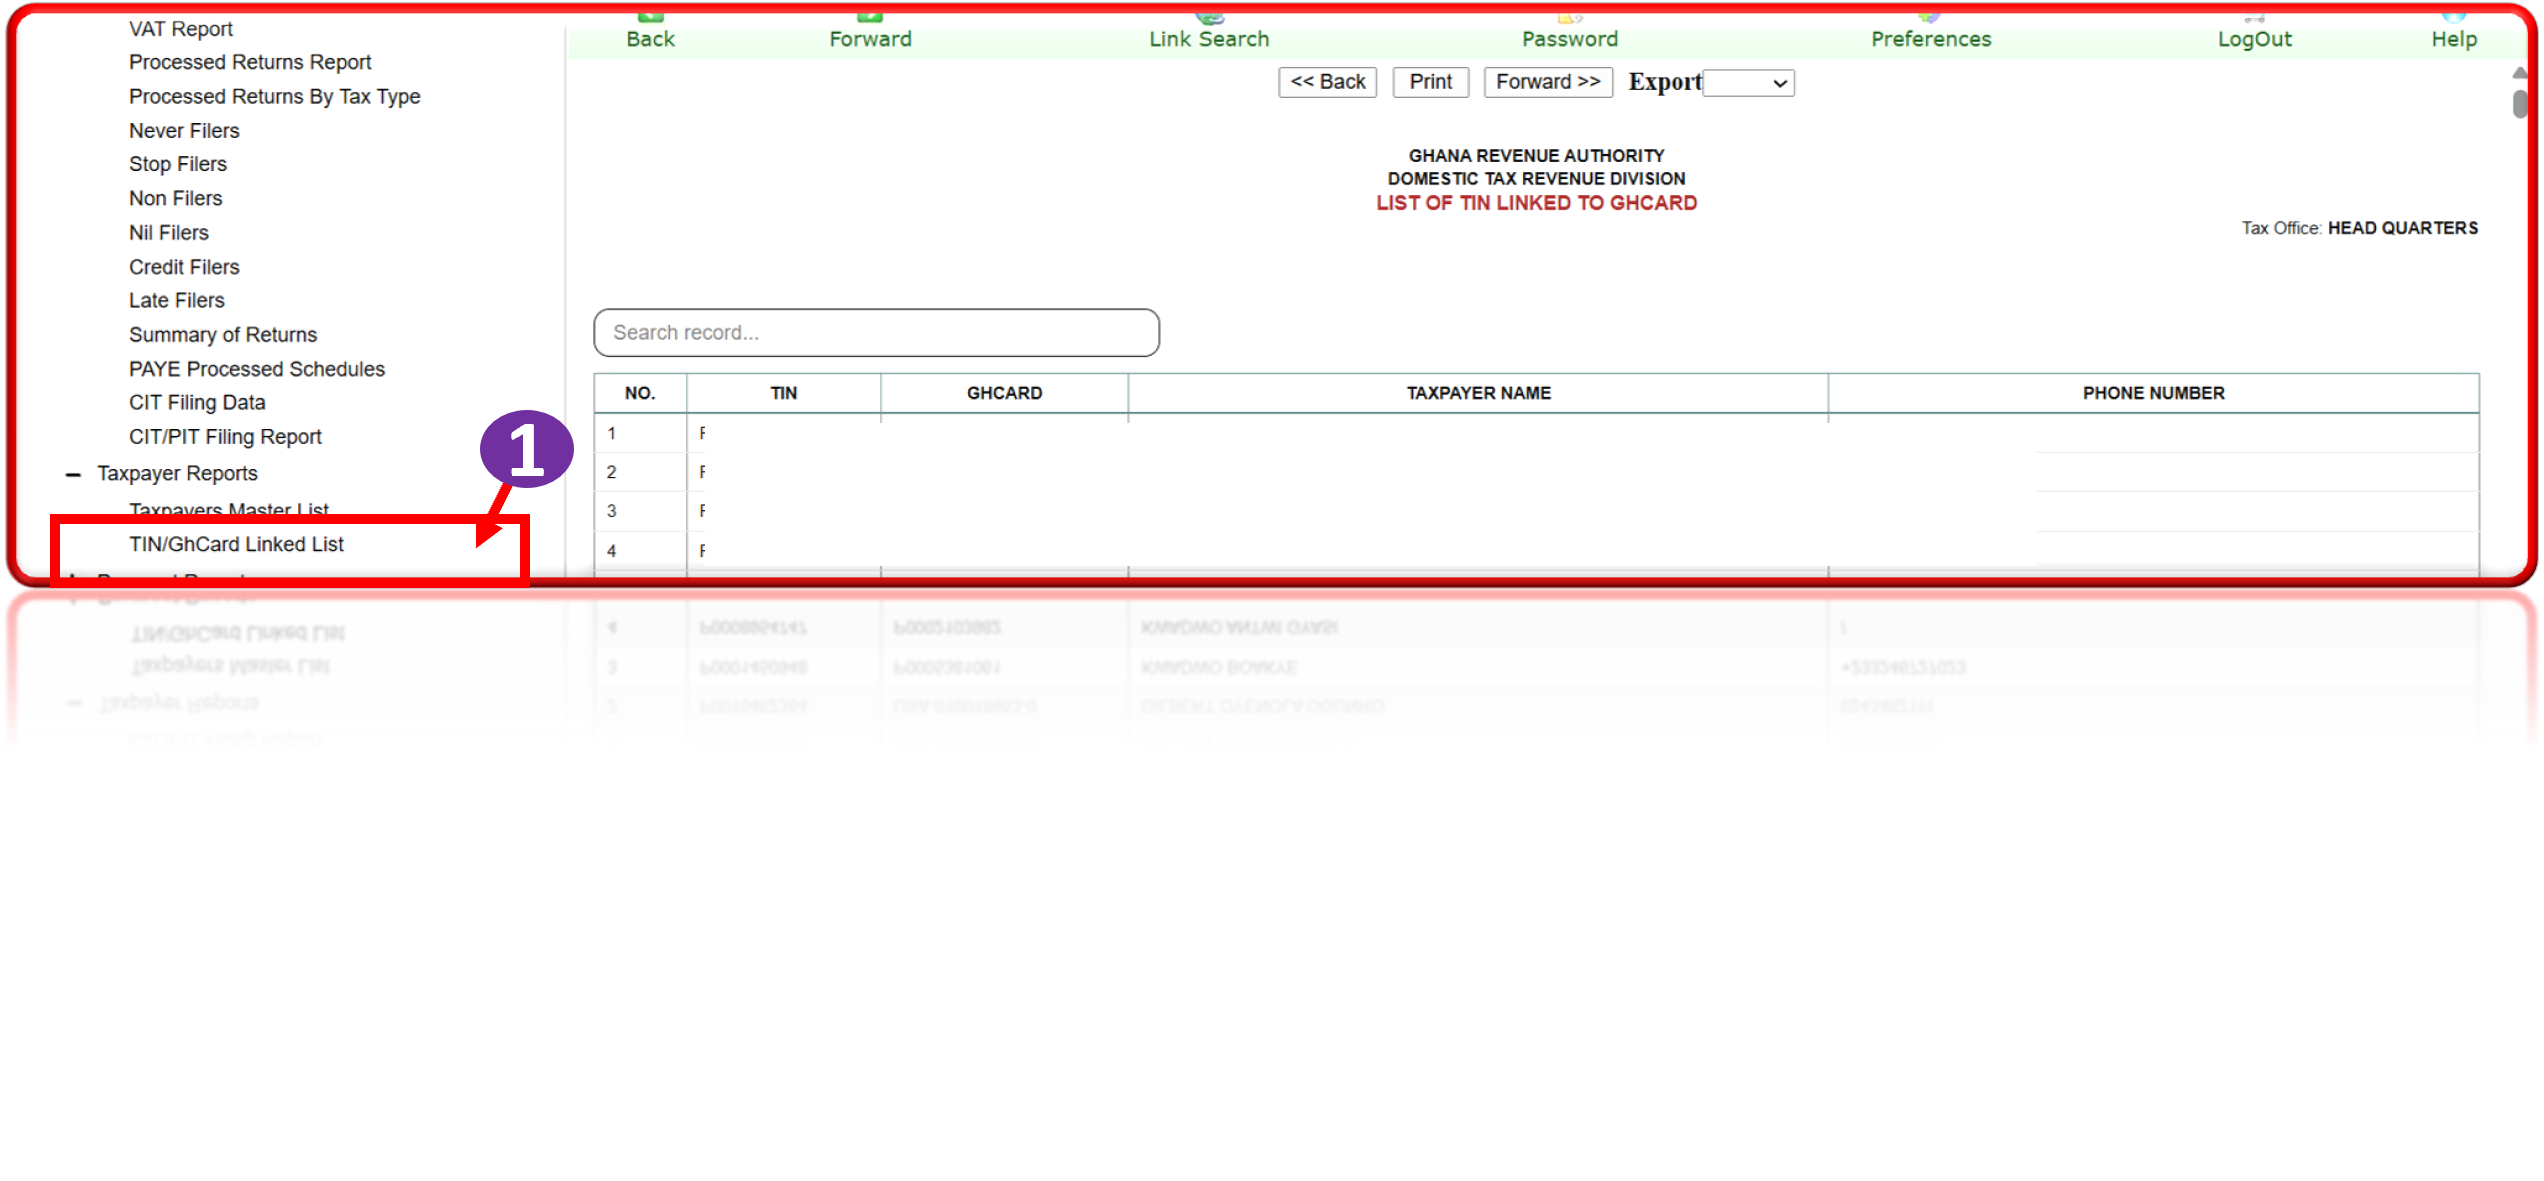 VAT Report
Processed Returns Report
Processed Returns By Tax Type
Never Filers
Stop Filers
Non Filers
Nil Filers
Credit Filers
Late Filers
Summary of Returns
PAYE Processed Schedules
CIT Filing Data
CIT/PIT Filing Report
Taxpayer Reports
Taxpayers Master List
TIN/GhCard Linked List
1
Back Forward Link Search Password Preferences LogOut Help
<< Back Print Forward >> Export
GHANA REVENUE AUTHORITY
DOMESTIC TAX REVENUE DIVISION
LIST OF TIN LINKED TO GHCARD
Tax Office: HEAD QUARTERS
Search record...
NO. TIN GHCARD TAXPAYER NAME PHONE NUMBER
1
2
3
4